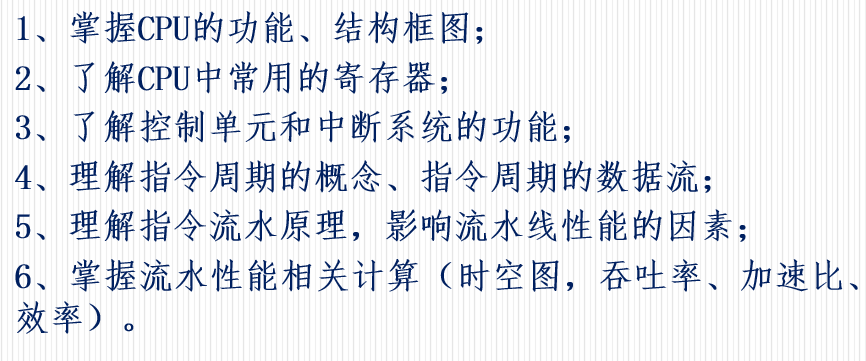 1、掌握CPU的功能、结构框图；
2、了解CPU中常用的寄存器；
3、了解控制单元和中断系统的功能；
4、理解指令周期的概念、指令周期的数据流；
5、理解指令流水原理，影响流水线性能的因素；
6、掌握流水性能相关计算（时空图，吞吐率、加速比、
效率）。